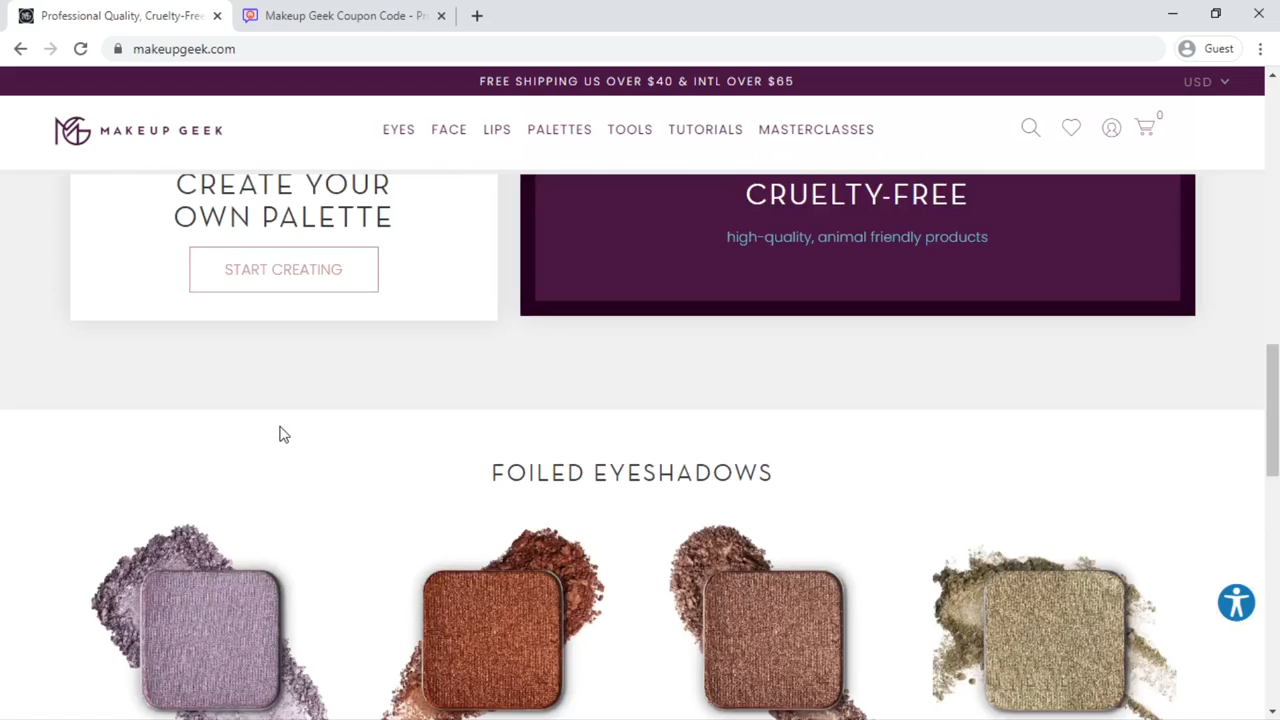 Professional Quality, Cruelty-Free
Makeup Geek Coupon Code - Pr
makeupgeek.com
Guest
FREE SHIPPING US OVER $40 & INTL OVER $65
USD
MAKEUP GEEK
EYES FACE LIPS PALETTES TOOLS TUTORIALS MASTERCLASSES
0
CREATE YOUR
OWN PALETTE
START CREATING
CRUELTY-FREE
high-quality, animal friendly products
FOILED EYESHADOWS